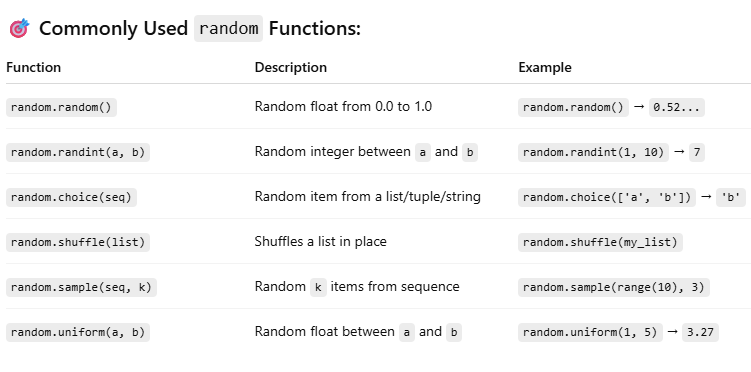 🎯 Commonly Used random Functions:
Function Description Example
random.random() Random float from 0.0 to 1.0 random.random() → 0.52...
random.randint(a, b) Random integer between a and b random.randint(1, 10) → 7
random.choice(seq) Random item from a list/tuple/string random.choice(['a', 'b']) → 'b'
random.shuffle(list) Shuffles a list in place random.shuffle(my_list)
random.sample(seq, k) Random k items from sequence random.sample(range(10), 3)
random.uniform(a, b) Random float between a and b random.uniform(1, 5) → 3.27